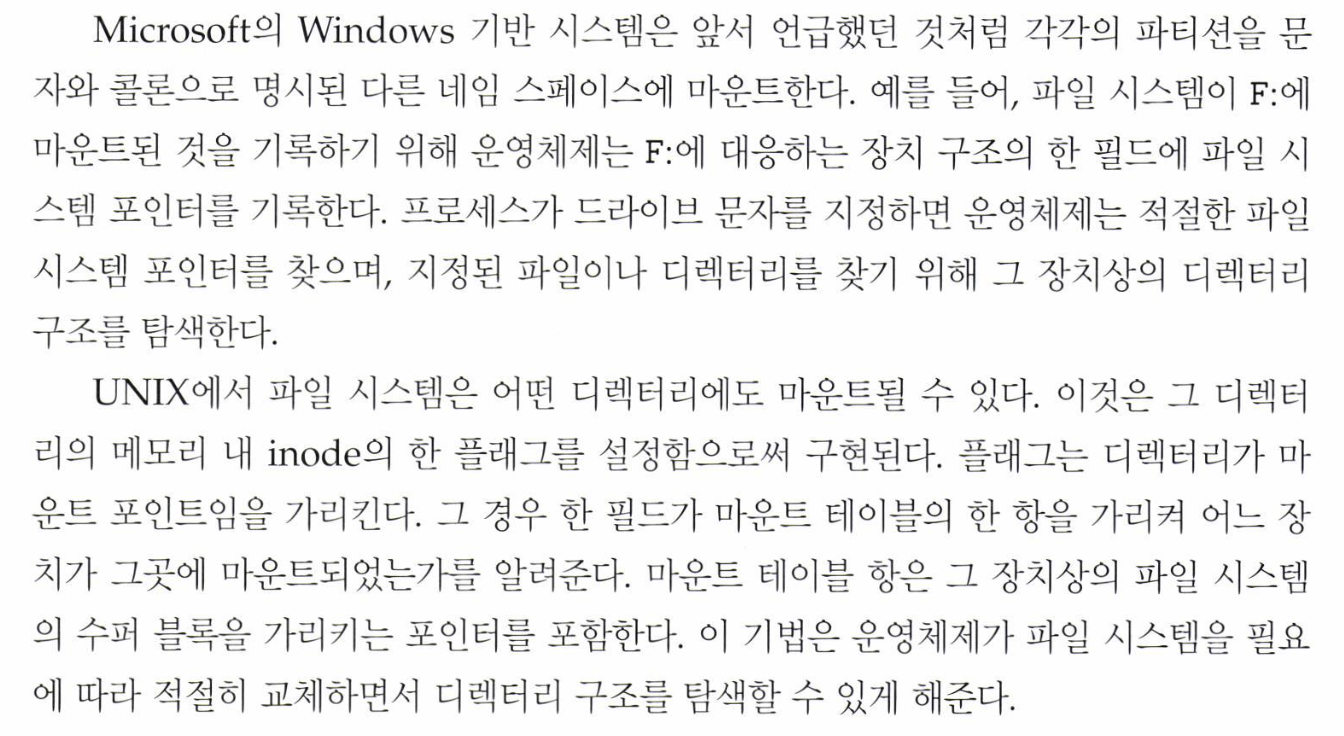 Microsoft의 Windows 기반 시스템은 앞서 언급했던 것처럼 각각의 파티션을 문
자와 콜론으로 명시된 다른 네임 스페이스에 마운트한다. 예를 들어, 파일 시스템이 F:에
마운트된 것을 기록하기 위해 운영체제는 F:에 대응하는 장치 구조의 한 필드에 파일 시
스템 포인터를 기록한다. 프로세스가 드라이브 문자를 지정하면 운영체제는 적절한 파일
시스템 포인터를 찾으며, 지정된 파일이나 디렉터리를 찾기 위해 그 장치상의 디렉터리
구조를 탐색한다.
UNIX에서 파일 시스템은 어떤 디렉터리에도 마운트될 수 있다. 이것은 그 디렉터
리의 메모리 내 inode의 한 플래그를 설정함으로써 구현된다. 플래그는 디렉터리가 마
운트 포인트임을 가리킨다. 그 경우 한 필드가 마운트 테이블의 한 항을 가리켜 어느 장
치가 그곳에 마운트되었는가를 알려준다. 마운트 테이블 항은 그 장치상의 파일 시스템
의 수퍼 블록을 가리키는 포인터를 포함한다. 이 기법은 운영체제가 파일 시스템을 필요
에 따라 적절히 교체하면서 디렉터리 구조를 탐색할 수 있게 해준다.